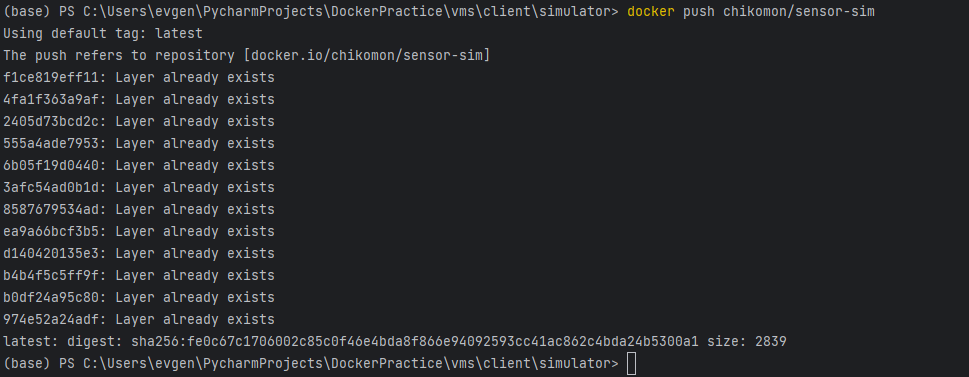 (base) PS C:\Users\evgen\PycharmProjects\DockerPractice\vms\client\simulator> docker push chikomon/sensor-sim
Using default tag: latest
The push refers to repository [docker.io/chikomon/sensor-sim]
f1ce819eff11: Layer already exists
4fa1f363a9af: Layer already exists
2405d73bcd2c: Layer already exists
555a4ade7953: Layer already exists
6b05f19d0440: Layer already exists
3afc54ad0b1d: Layer already exists
8587679534ad: Layer already exists
ea9a66bcf3b5: Layer already exists
d140420135e3: Layer already exists
b4b4f5c5ff9f: Layer already exists
b0df24a95c80: Layer already exists
974e52a24adf: Layer already exists
latest: digest: sha256:fe0c67c1706002c85c0f46e4bda8f866e94092593cc41ac862c4bda24b5300a1 size: 2839
(base) PS C:\Users\evgen\PycharmProjects\DockerPractice\vms\client\simulator>